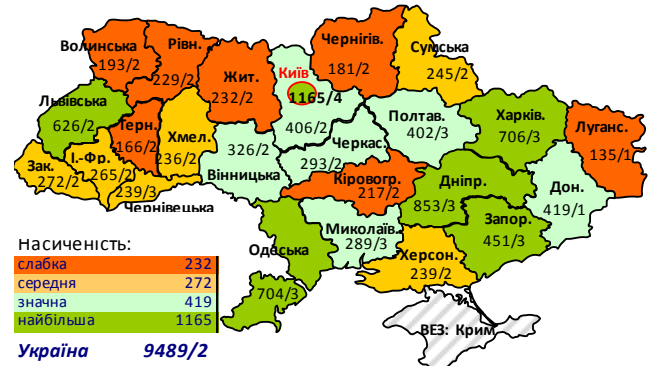 Волинська
193/2
Рівн.
229/2
Жит.
232/2
Київ
1165/4
406/2
Чернігів.
181/2
Сумська
245/2
Львівська
626/2
Терн.
166/2
Хмел.
236/2
326/2
Вінницька
Черкас.
293/2
Полтав.
402/3
Харків.
706/3
Луганс.
135/1
Зак.
272/2
І.-Фр.
265/2
239/3
Чернівецька
Кіровогр.
217/2
Дніпр.
853/3
Дон.
419/1
Запор.
451/3
Миколаїв.
289/3
Одеська
704/3
Херсон.
239/2
ВЕЗ: Крим
Насиченість:
слабка 232
середня 272
значна 419
найбільша 1165
Україна 9489/2